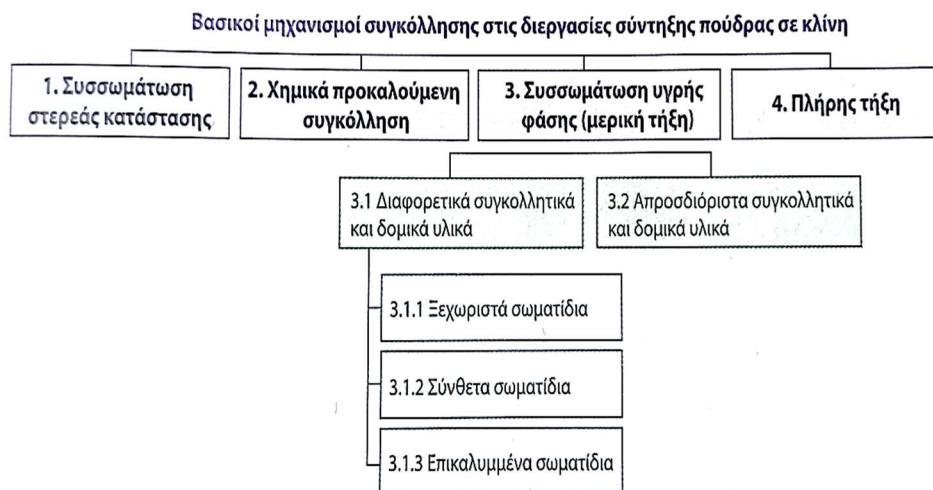 Βασικοί μηχανισμοί συγκόλλησης στις διεργασίες σύντηξης πούδρας σε κλίνη
1. Συσσωμάτωση
στερεάς κατάστασης
2. Χημικά προκαλούμενη
συγκόλληση
3. Συσσωμάτωση υγρής
φάσης (μερική τήξη)
4. Πλήρης τήξη
3.1 Διαφορετικά συγκολλητικά
και δομικά υλικά
3.2 Απροσδιόριστα συγκολλητικά
και δομικά υλικά
3.1.1 Ξεχωριστά σωματίδια
3.1.2 Σύνθετα σωματίδια
3.1.3 Επικαλυμμένα σωματίδια